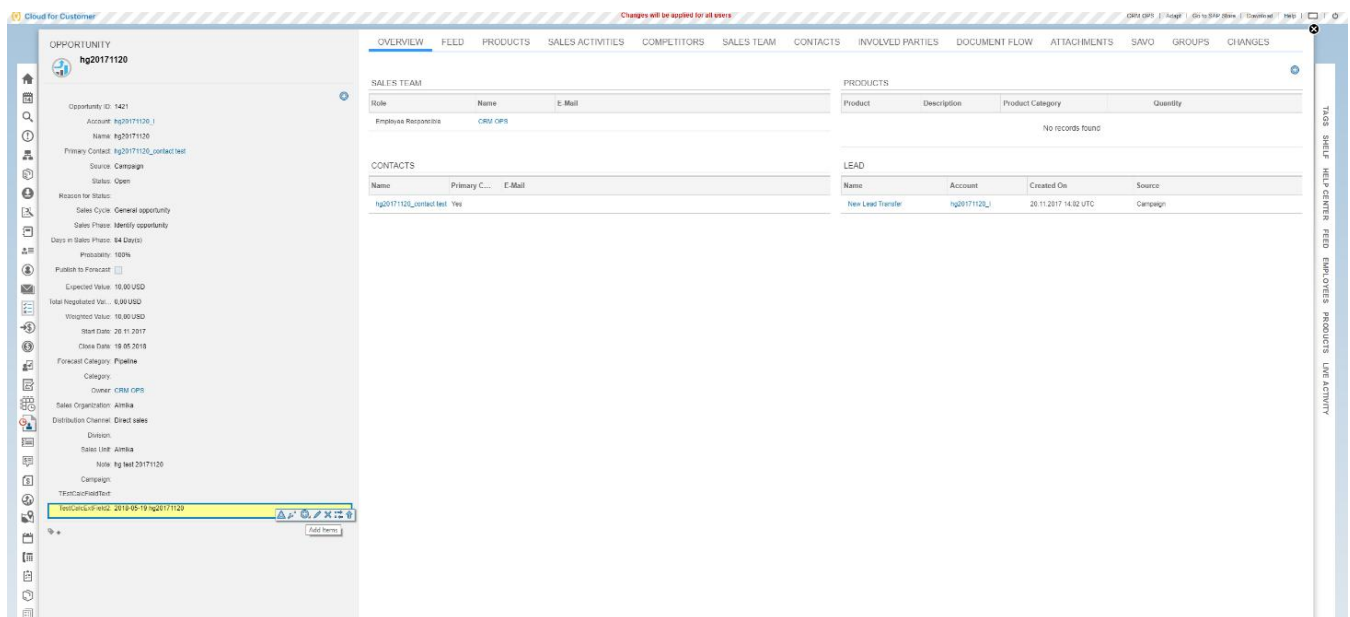 Cloud for Customer
Changes will be applied for all users
CRM OPS | Adapt | Go to SAP Store | Download | Help |
OPPORTUNITY
hg20171120
OVERVIEW FEED PRODUCTS SALES ACTIVITIES COMPETITORS SALES TEAM CONTACTS INVOLVED PARTIES DOCUMENT FLOW ATTACHMENTS SAVO GROUPS CHANGES
Opportunity ID: 1421
Account: hg20171120_I
Name: hg20171120
Primary Contact: hg20171120_contact test
Source: Campaign
Status: Open
Reason for Status:
Sales Cycle: General opportunity
Sales Phase: Identify opportunity
Days in Sales Phase: 84 Day(s)
Probability: 100%
Publish to Forecast:
Expected Value: 10,00 USD
Total Negotiated Val... 0,00 USD
Weighted Value: 10,00 USD
Start Date: 20.11.2017
Close Date: 19.05.2018
Forecast Category: Pipeline
Category:
Owner: CRM OPS
Sales Organization: Almika
Distribution Channel: Direct sales
Division:
Sales Unit: Almika
Note: hg test 20171120
Campaign:
TEstCalcFieldText:
TestCalcExtField2: 2018-05-19 hg20171120
Add Items
SALES TEAM
Role Name E-Mail
Employee Responsible CRM OPS
PRODUCTS
Product Description Product Category Quantity
No records found
CONTACTS
Name Primary C... E-Mail
hg20171120_contact test Yes
LEAD
Name Account Created On Source
New Lead Transfer hg20171120_I 20.11.2017 14:02 UTC Campaign
TAGS SHELF HELP CENTER FEED EMPLOYEES PRODUCTS LIVE ACTIVITY